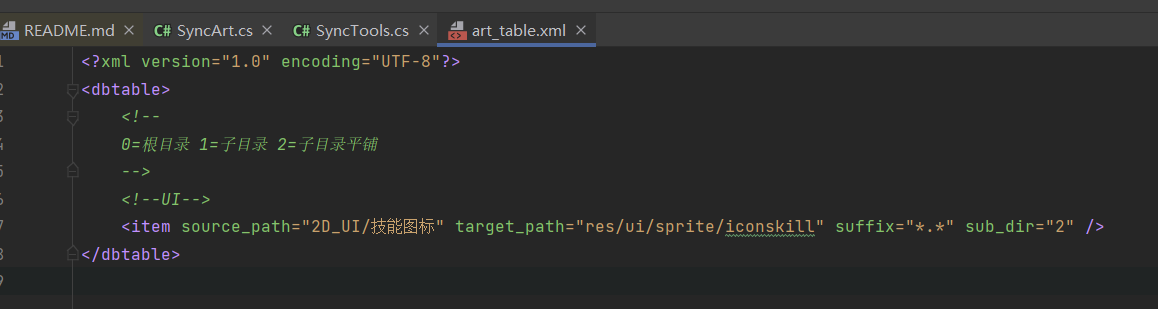 README.md × C# SyncArt.cs × C# SyncTools.cs × art_table.xml ×
MD
1 <?xml version="1.0" encoding="UTF-8"?>
2 <dbtable>
3 <!--
4 0=根目录 1=子目录 2=子目录平铺
5 -->
6 <!--UI-->
7 <item source_path="2D_UI/技能图标" target_path="res/ui/sprite/iconskill" suffix="*.*" sub_dir="2" />
8 </dbtable>
9